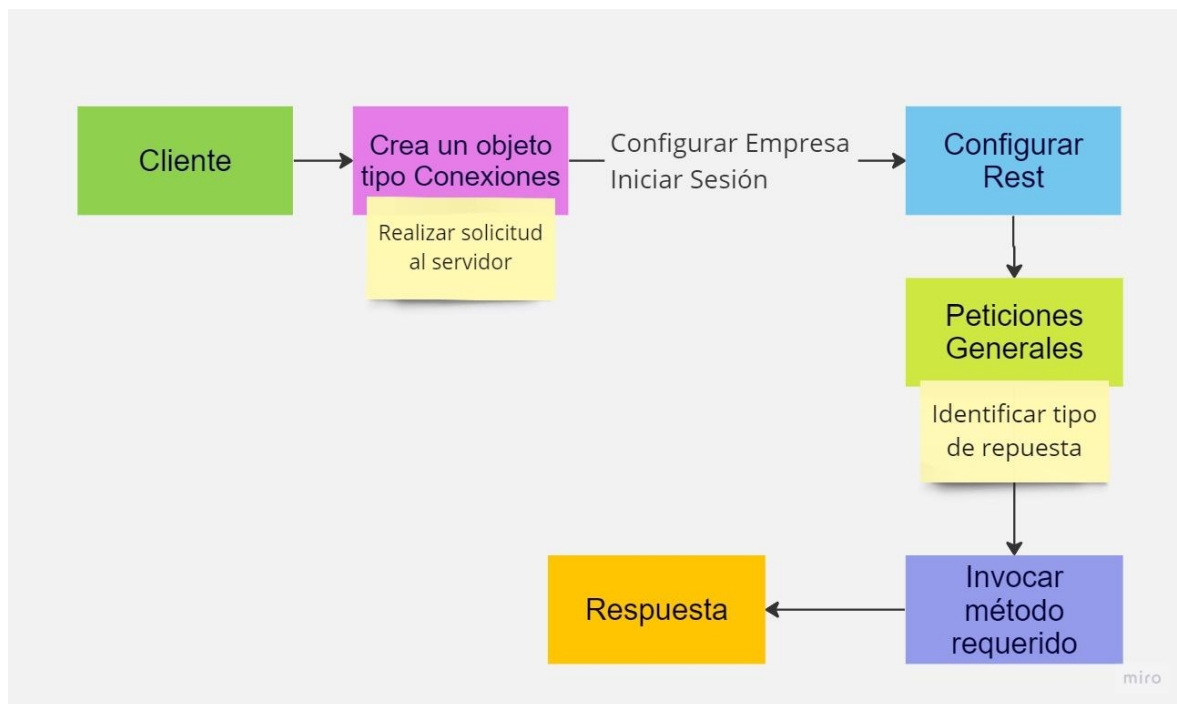 Cliente
Crea un objeto
tipo Conexiones
Realizar solicitud
al servidor
Configurar Empresa
Iniciar Sesión
Configurar
Rest
Peticiones
Generales
Identificar tipo
de repuesta
Invocar
método
requerido
Respuesta
miro